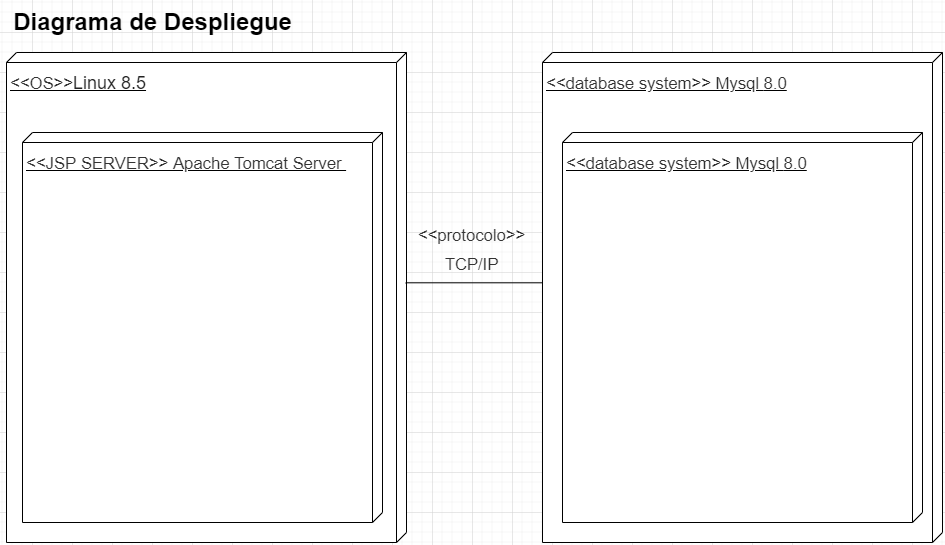 Diagrama de Despliegue
<<OS>>Linux 8.5
<<JSP SERVER>> Apache Tomcat Server
<<protocolo>>
TCP/IP
<<database system>> Mysql 8.0
<<database system>> Mysql 8.0